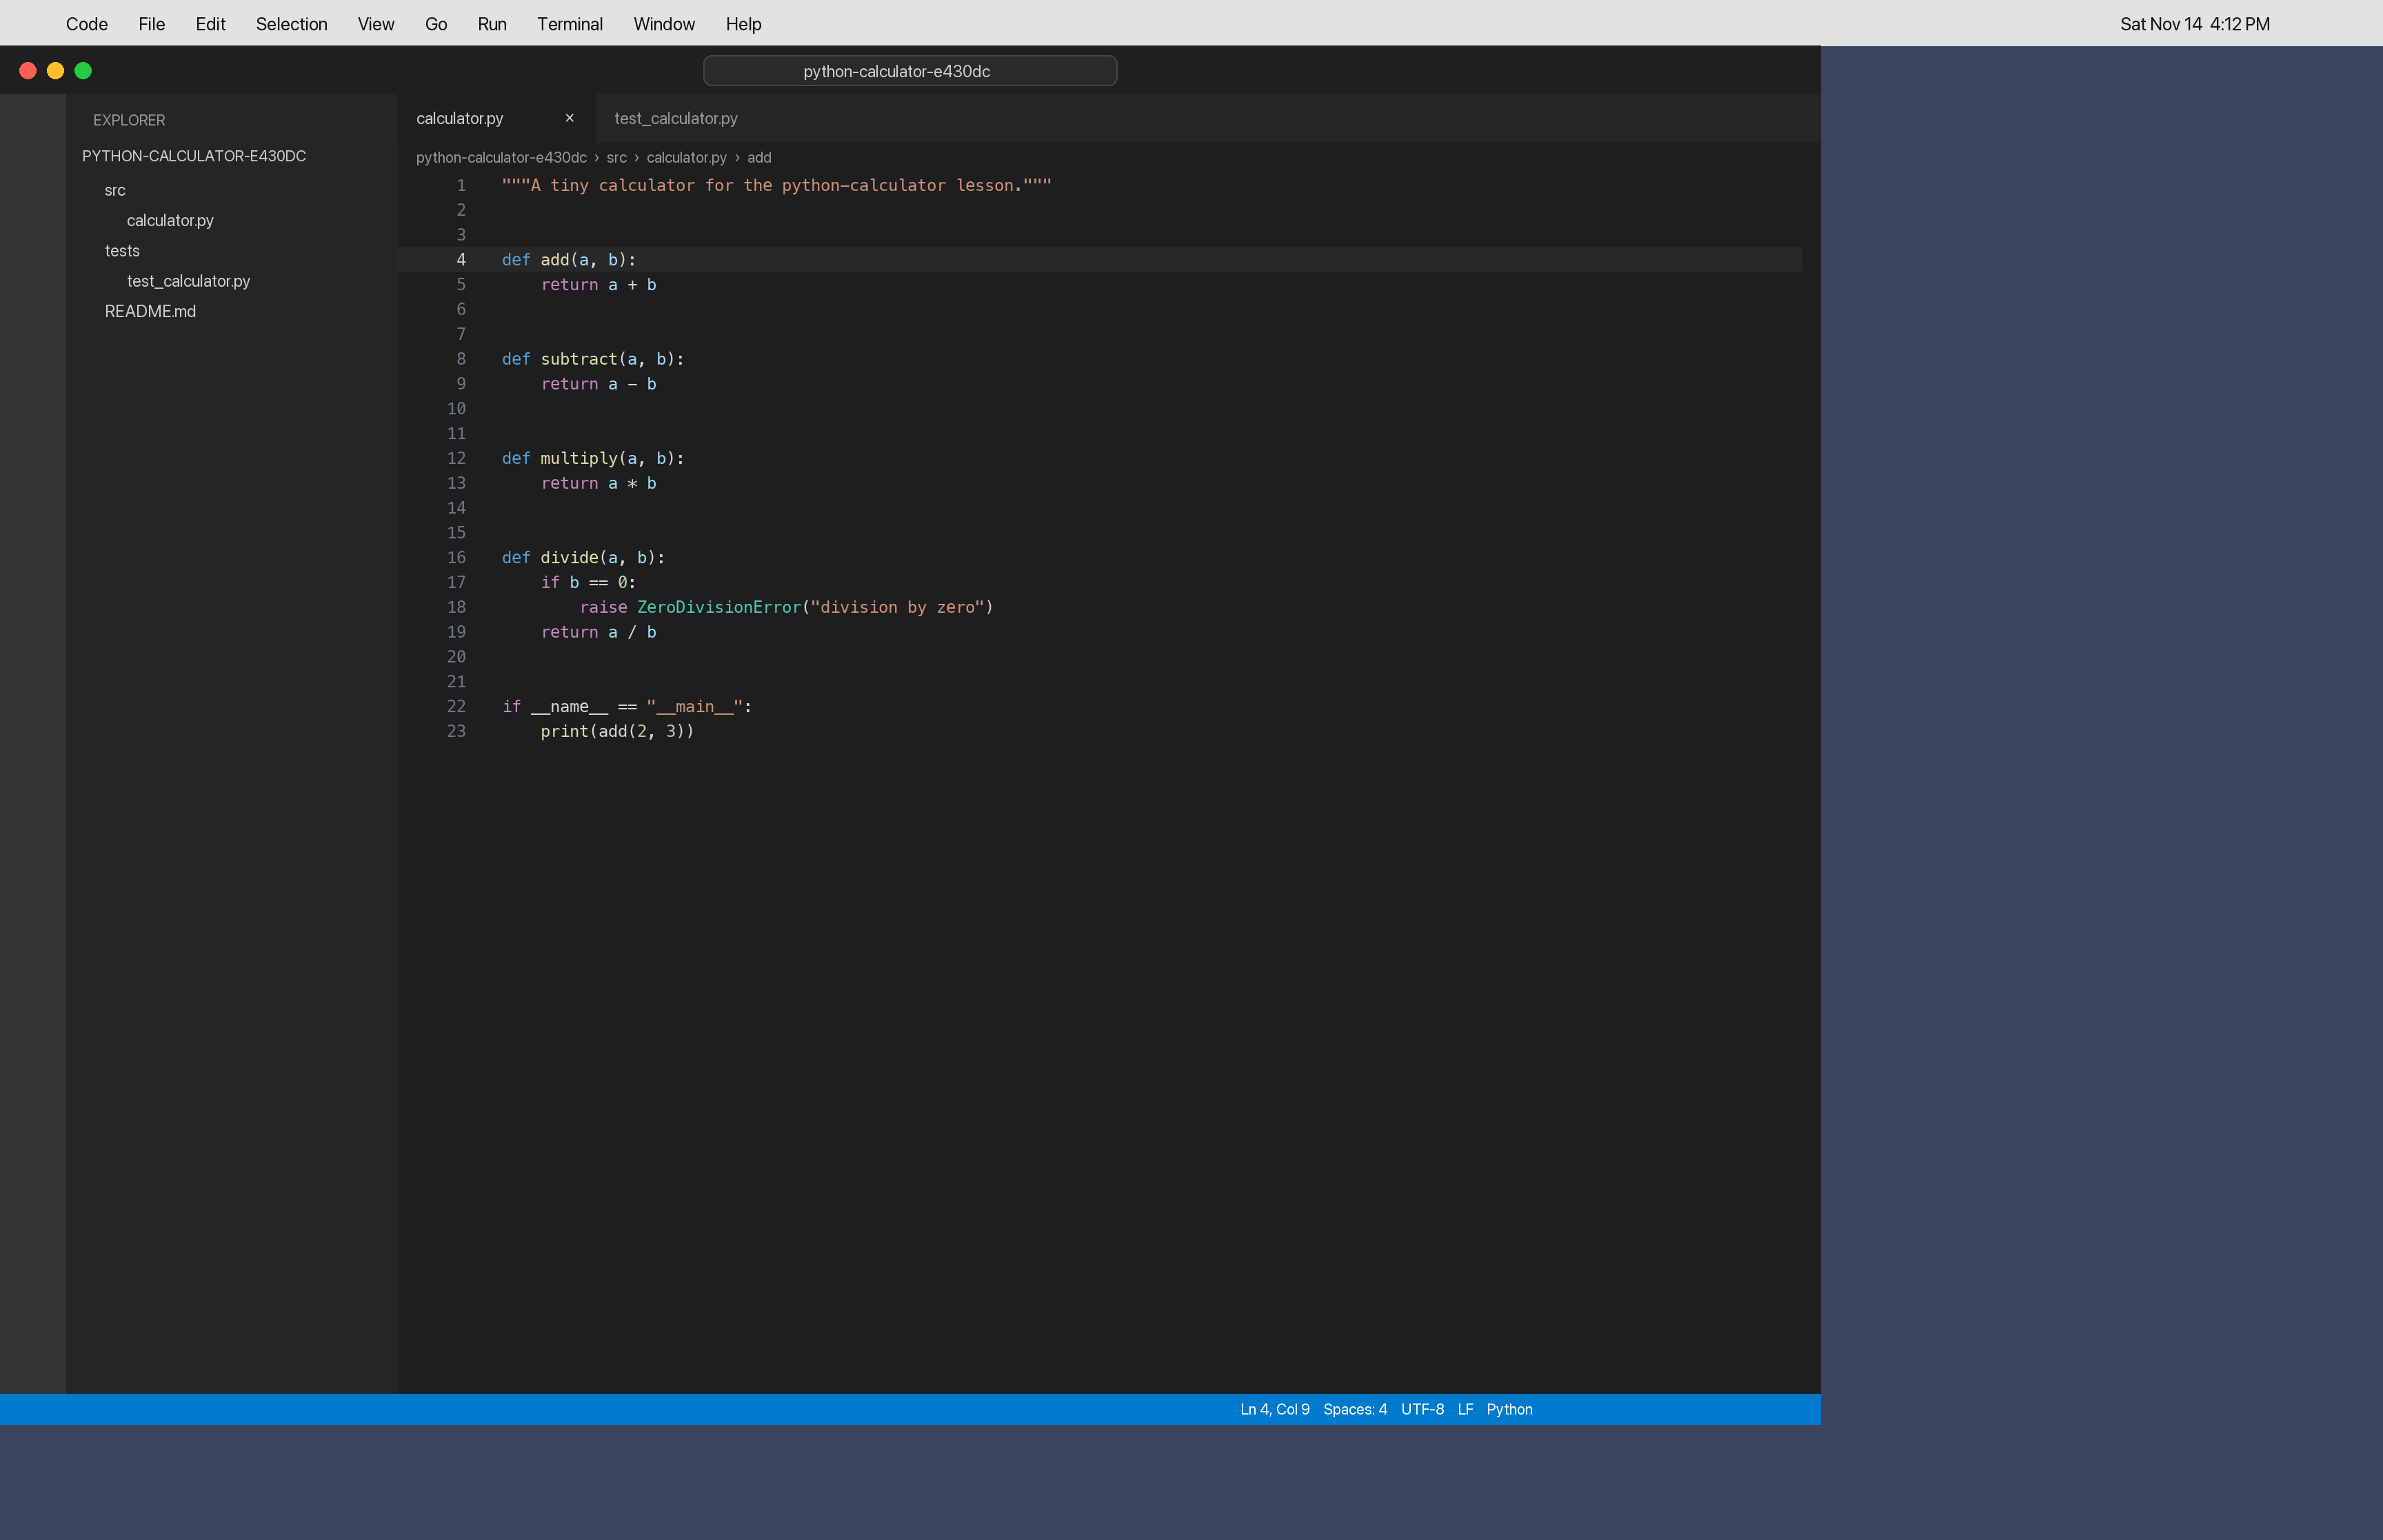 Code File Edit Selection View Go Run Terminal Window Help Sat Nov 14 4:12 PM
python-calculator-e430dc
EXPLORER
PYTHON-CALCULATOR-E430DC
src
calculator.py
tests
test_calculator.py
README.md
calculator.py × test_calculator.py
python-calculator-e430dc › src › calculator.py › add
1 """A tiny calculator for the python-calculator lesson."""
2
3
4 def add(a, b):
5     return a + b
6
7
8 def subtract(a, b):
9     return a - b
10
11
12 def multiply(a, b):
13     return a * b
14
15
16 def divide(a, b):
17     if b == 0:
18         raise ZeroDivisionError("division by zero")
19     return a / b
20
21
22 if __name__ == "__main__":
23     print(add(2, 3))
Ln 4, Col 9 Spaces: 4 UTF-8 LF Python